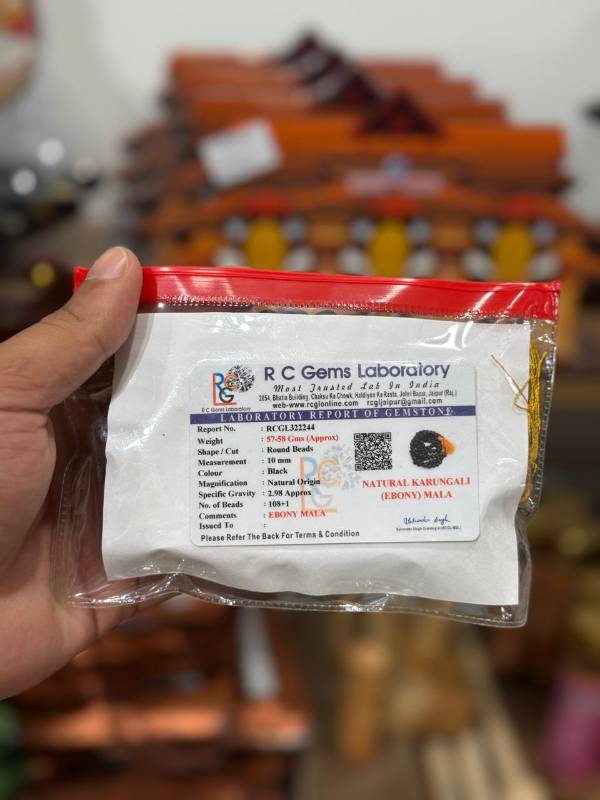 R C Gems Laboratory
Most Trusted Lab In India
2054, Bhatia Building, Chaksu Ka Chowk, Haldiyon Ka Rasta, Johri Bazar, Jaipur (Raj.)
web-www.rcglonline.com rcgljaipur@gmail.com
R C Gems Laboratory
LABORATORY REPORT OF GEMSTONE
Report No. : RCGL322244
Weight : 57-58 Gms (Approx)
Shape / Cut : Round Beads
Measurement : 10 mm
Colour : Black
Magnification : Natural Origin
Specific Gravity : 2.98 Approx
No. of Beads : 108+1
Comments : EBONY MALA
Issued To :
NATURAL KARUNGALI
(EBONY) MALA
Please Refer The Back For Terms & Condition